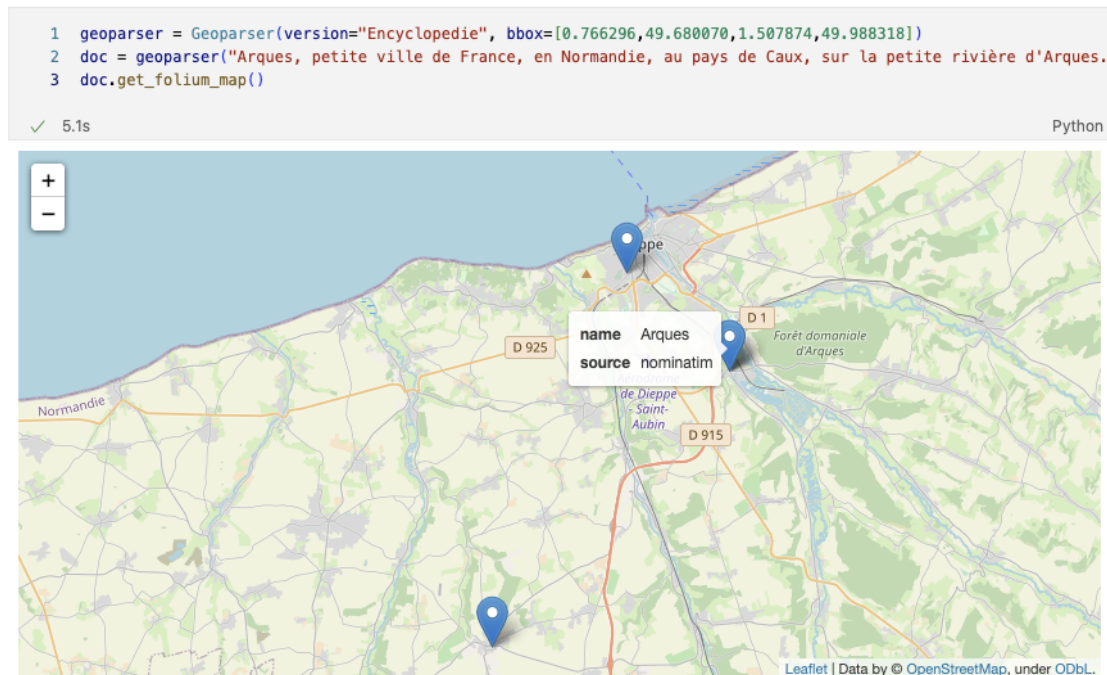 1 geoparser = Geoparser(version="Encyclopedie", bbox=[0.766296,49.680070,1.507874,49.988318])
2 doc = geoparser("Arques, petite ville de France, en Normandie, au pays de Caux, sur la petite rivière d'Arques.
3 doc.get_folium_map()
✓ 5.1s
Python
+
−
ppe
D 1
name Arques
source nominatim
Forêt domaniale
d'Arques
D 925
Aérodrome
de Dieppe
- Saint-
Aubin
Normandie
D 915
Leaflet | Data by © OpenStreetMap, under ODbL.